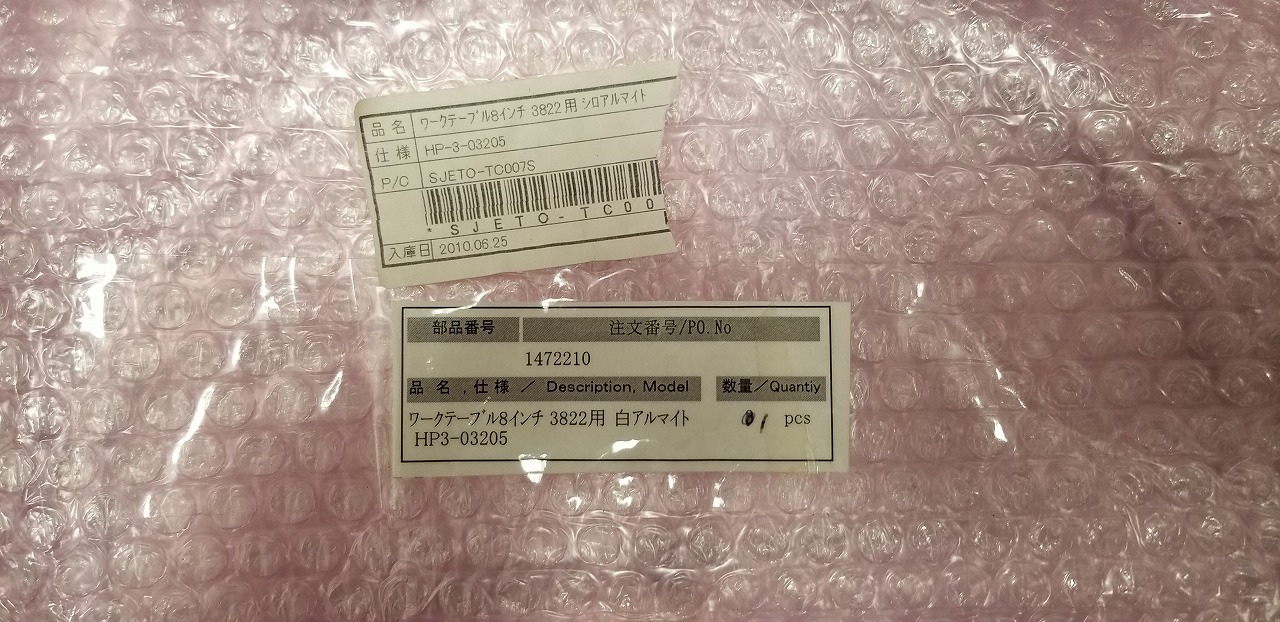 品名 ワークテーブル8インチ 3822用 シロアルマイト
仕様 HP-3-03205
P/C SJETO-TC007S
*SJETO-TC00
入庫日 2010.06.25
部品番号 注文番号/PO.No
1472210
品 名 ,仕 様 / Description, Model 数量/Quantiy
ワークテーブル8インチ 3822用 白アルマイト pcs
HP3-03205